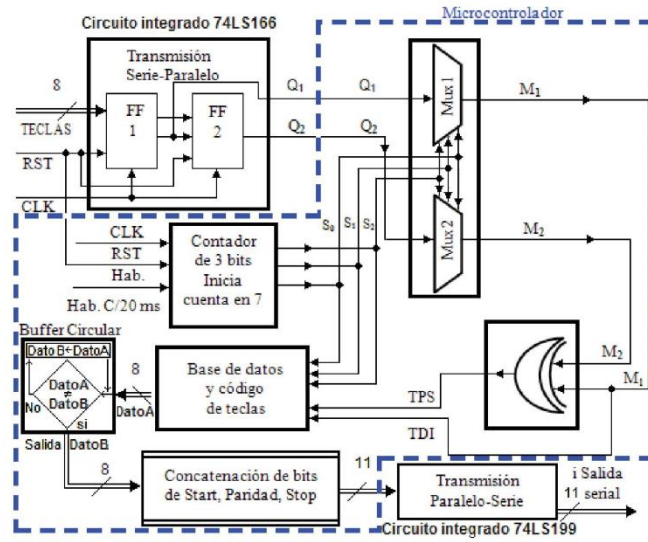 Circuito integrado 74LS166
Microcontrolador
Transmisión
Serie-Paralelo
8
TECLAS
RST
CLK
FF
1
FF
2
Q1
Q2
Q1
Q2
Mux1
Mux2
M1
M2
S0
S1
S2
CLK
RST
Hab.
Hab. C/20 ms
Contador
de 3 bits
Inicia
cuenta en 7
Buffer Circular
Dato B←DatoA
DatoA
≠
DatoB
No
si
Salida
DatoB
8
DatoA
Base de datos
y código
de teclas
TPS
TDI
M2
M1
8
Concatenación de bits
de Start, Paridad, Stop
11
Transmisión
Paralelo-Serie
i Salida
serial
11
Circuito integrado 74LS199